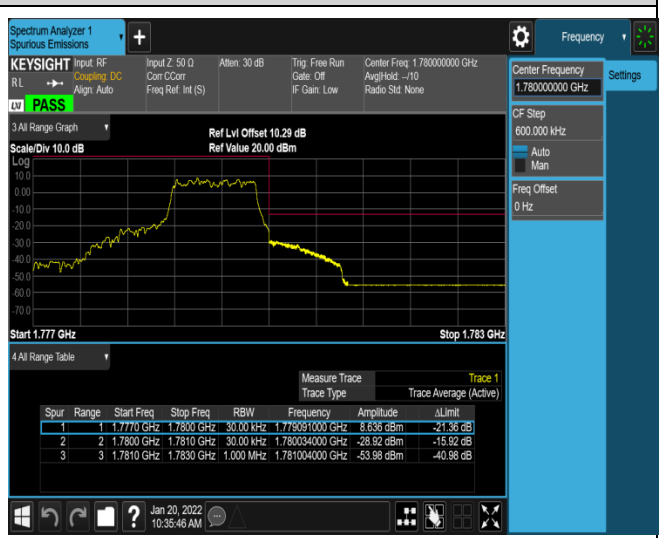 Spectrum Analyzer 1
Spurious Emissions
Frequency
KEYSIGHT
RL
LXI
PASS
Input: RF
Coupling: DC
Align: Auto
Input Z: 50 Ω
Corr CCorr
Freq Ref: Int (S)
Atten: 30 dB
Trig: Free Run
Gate: Off
IF Gain: Low
Center Freq: 1.780000000 GHz
Avg|Hold: --/10
Radio Std: None
Center Frequency
1.780000000 GHz
Settings
CF Step
600.000 kHz
Auto
Man
Freq Offset
0 Hz
3 All Range Graph
Scale/Div 10.0 dB
Ref Lvl Offset 10.29 dB
Ref Value 20.00 dBm
Log
10.0
0.00
-10.0
-20.0
-30.0
-40.0
-50.0
-60.0
-70.0
Start 1.777 GHz
Stop 1.783 GHz
4 All Range Table
Measure Trace Trace 1
Trace Type Trace Average (Active)
Spur Range Start Freq Stop Freq RBW Frequency Amplitude ΔLimit
1 1 1.7770 GHz 1.7800 GHz 30.00 kHz 1.779091000 GHz 8.636 dBm -21.36 dB
2 2 1.7800 GHz 1.7810 GHz 30.00 kHz 1.780034000 GHz -28.92 dBm -15.92 dB
3 3 1.7810 GHz 1.7830 GHz 1.000 MHz 1.781004000 GHz -53.98 dBm -40.98 dB
Jan 20, 2022
10:35:46 AM